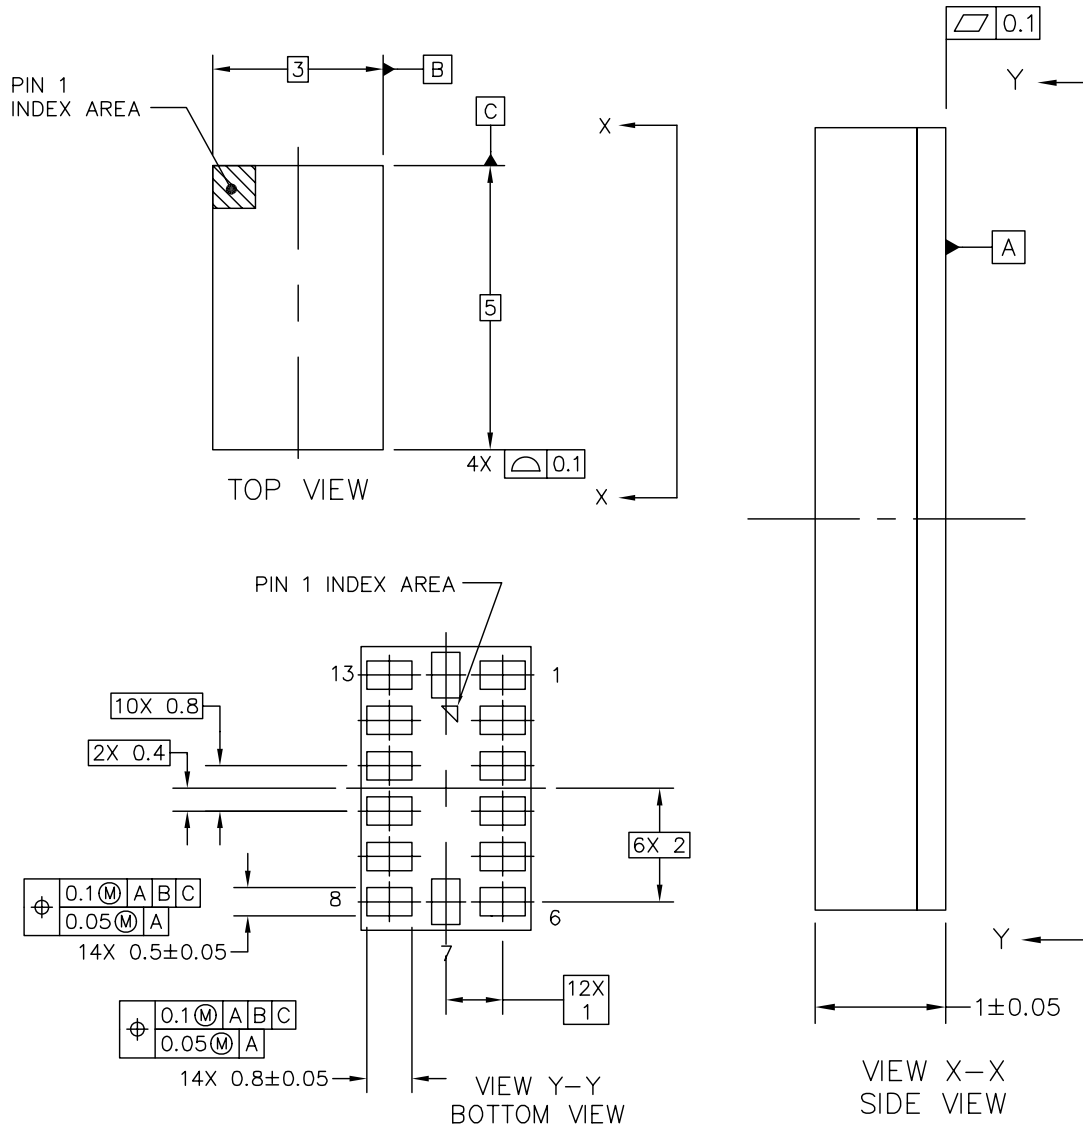 0.1
Y
3
B
PIN 1
INDEX AREA
C
X
A
5
4X 0.1
X
TOP VIEW
PIN 1 INDEX AREA
13
1
10X 0.8
2X 0.4
6X 2
8
6
0.1 Ⓜ A B C
0.05 Ⓜ A
14X 0.5±0.05
7
Y
12X
1
0.1 Ⓜ A B C
0.05 Ⓜ A
14X 0.8±0.05
1±0.05
VIEW Y-Y
BOTTOM VIEW
VIEW X-X
SIDE VIEW